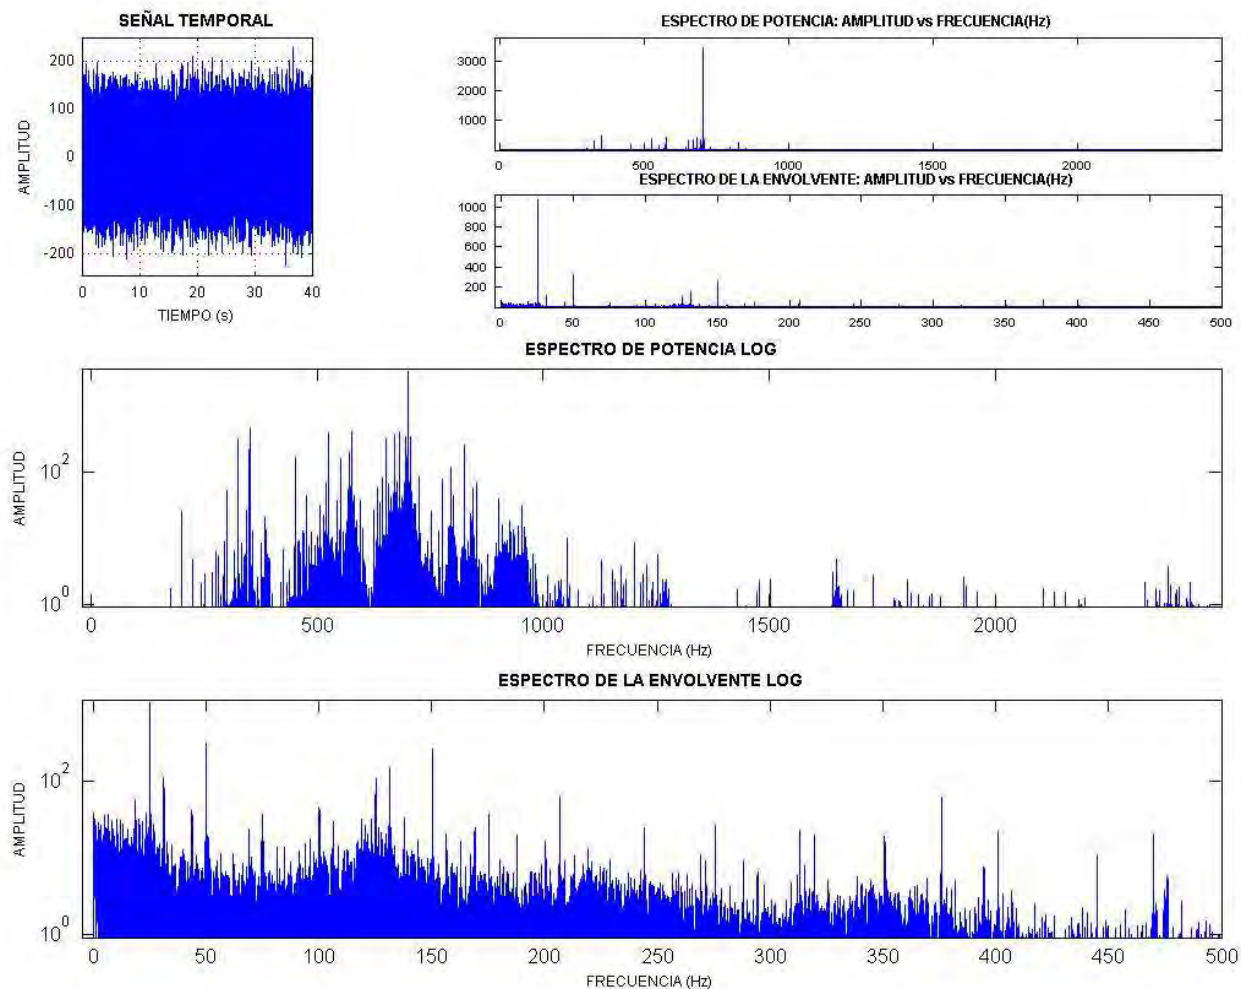 SEÑAL TEMPORAL
AMPLITUD
200
100
0
-100
-200
0 10 20 30 40
TIEMPO (s)
ESPECTRO DE POTENCIA: AMPLITUD vs FRECUENCIA(Hz)
3000
2000
1000
0 500 1000 1500 2000
ESPECTRO DE LA ENVOLVENTE: AMPLITUD vs FRECUENCIA(Hz)
1000
800
600
400
200
0 50 100 150 200 250 300 350 400 450 500
ESPECTRO DE POTENCIA LOG
AMPLITUD
10^2
10^0
0 500 1000 1500 2000
FRECUENCIA (Hz)
ESPECTRO DE LA ENVOLVENTE LOG
AMPLITUD
10^2
10^0
0 50 100 150 200 250 300 350 400 450 500
FRECUENCIA (Hz)